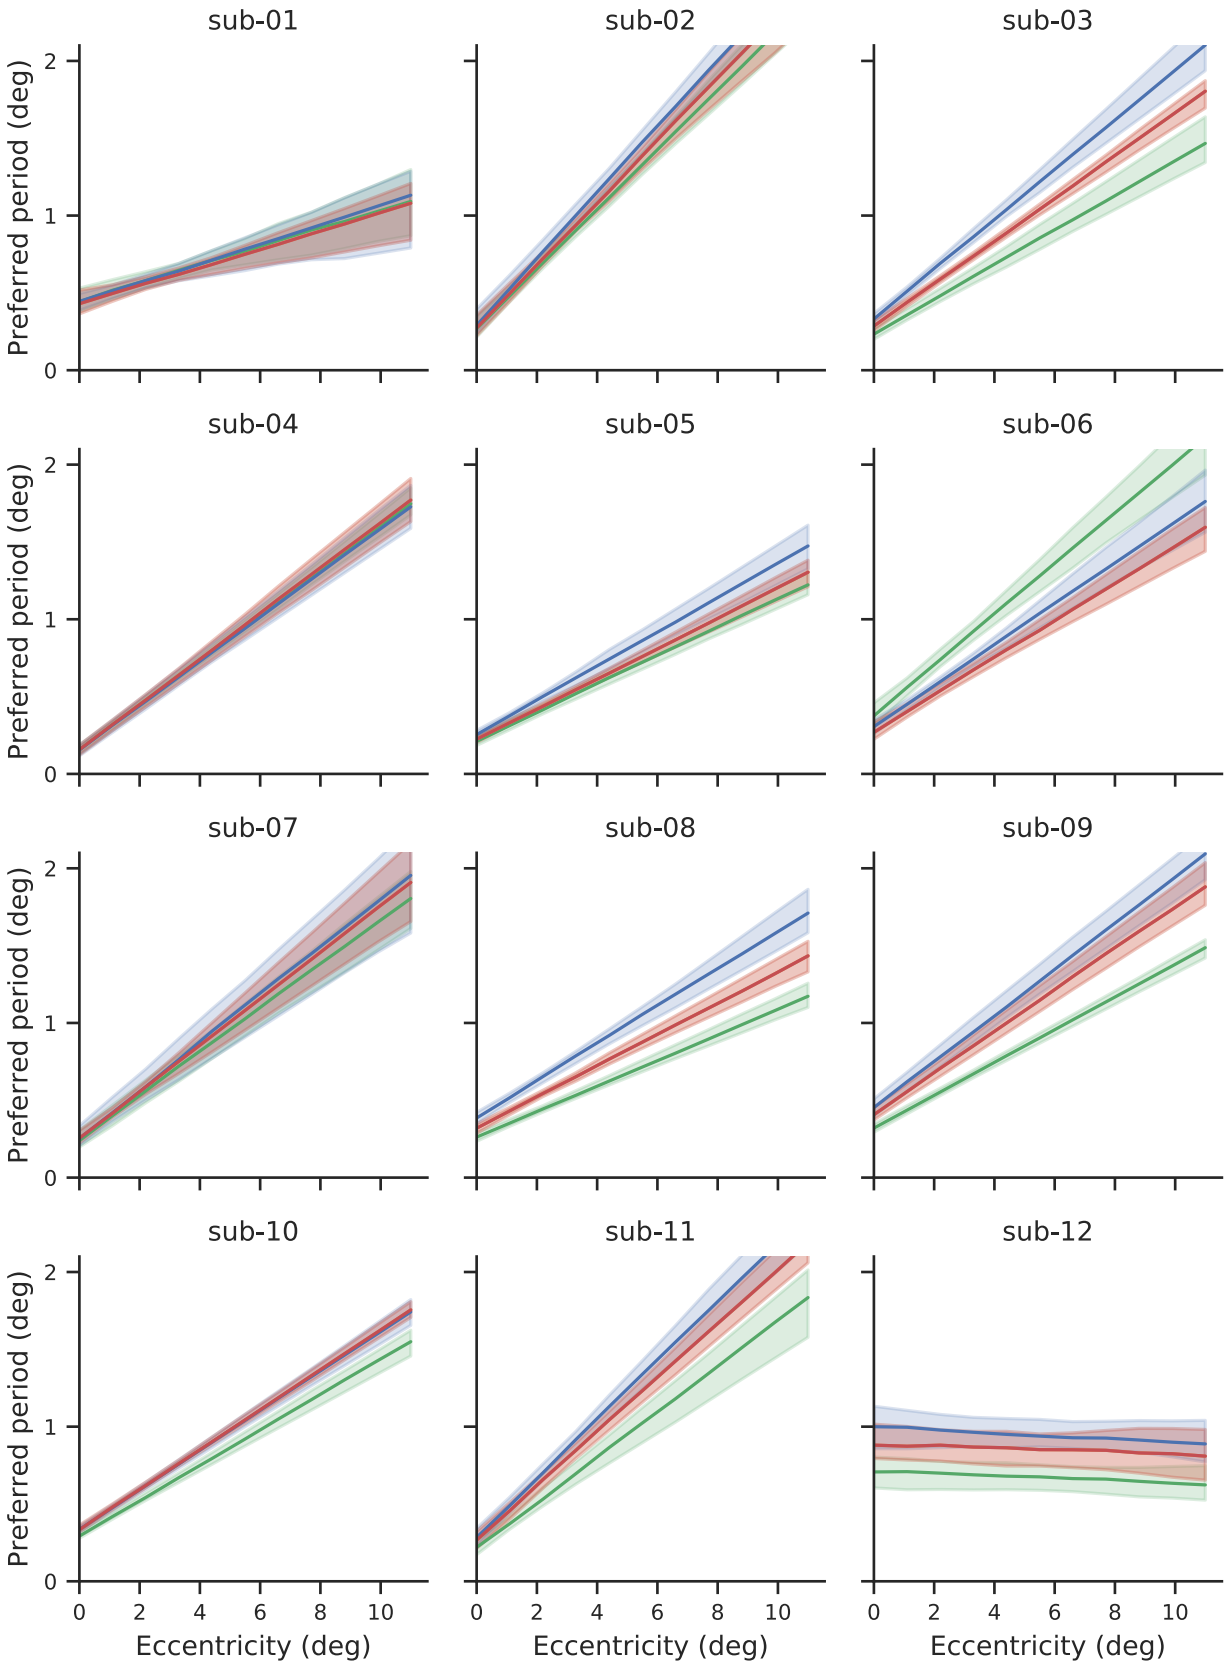 sub-01
sub-02
sub-03
Preferred period (deg)
2
1
0
sub-04
sub-05
sub-06
Preferred period (deg)
2
1
0
sub-07
sub-08
sub-09
Preferred period (deg)
2
1
0
sub-10
sub-11
sub-12
Preferred period (deg)
2
1
0
0 2 4 6 8 10
0 2 4 6 8 10
0 2 4 6 8 10
Eccentricity (deg)
Eccentricity (deg)
Eccentricity (deg)